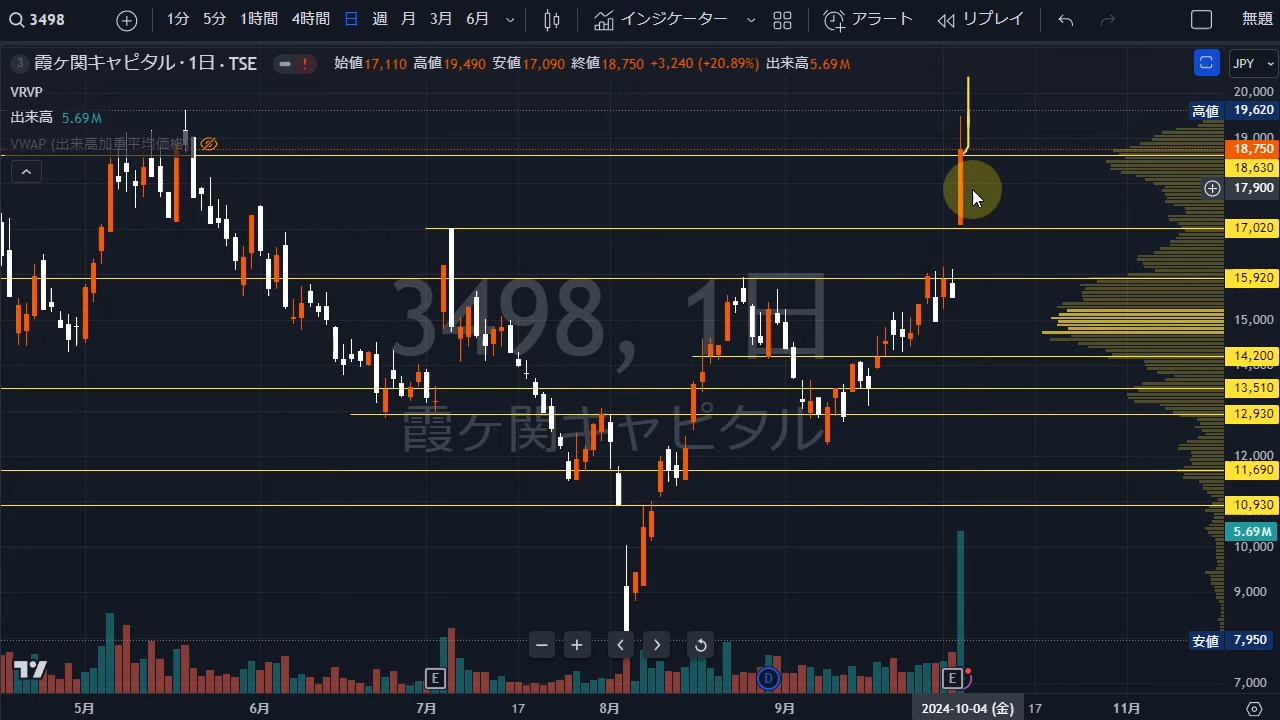 3498 1分 5分 1時間 4時間 日 週 月 3月 6月 インジケーター アラート リプレイ 無題
3 霞ヶ関キャピタル · 1日 · TSE ! 始値17,110 高値19,490 安値17,090 終値18,750 +3,240 (+20.89%) 出来高5.69M JPY
VRVP
出来高 5.69M
VWAP (出来高加重平均価格)
20,000
高値 19,620
19,000
18,750
18,630
17,900
17,020
15,920
15,000
14,200
14,000
13,510
12,930
12,000
11,690
10,930
5.69M
10,000
9,000
安値 7,950
7,000
3498, 1日
霞ヶ関キャピタル
E D E
5月 6月 7月 17 8月 9月 2024-10-04 (金) 17 11月